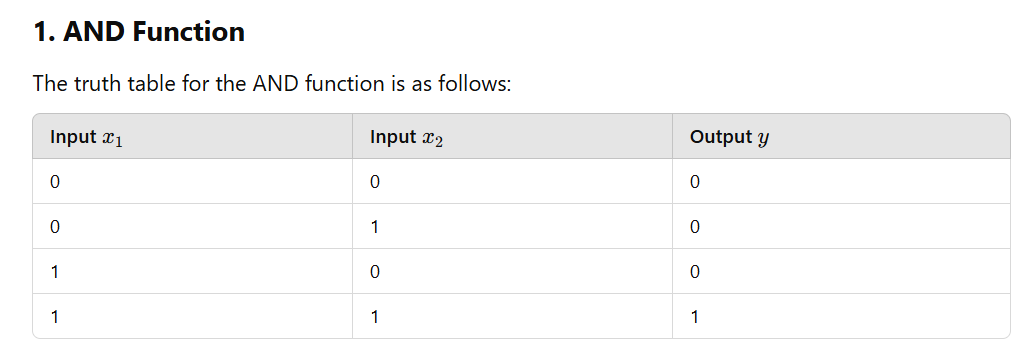 1. AND Function
The truth table for the AND function is as follows:
Input x₁ Input x₂ Output y
0 0 0
0 1 0
1 0 0
1 1 1